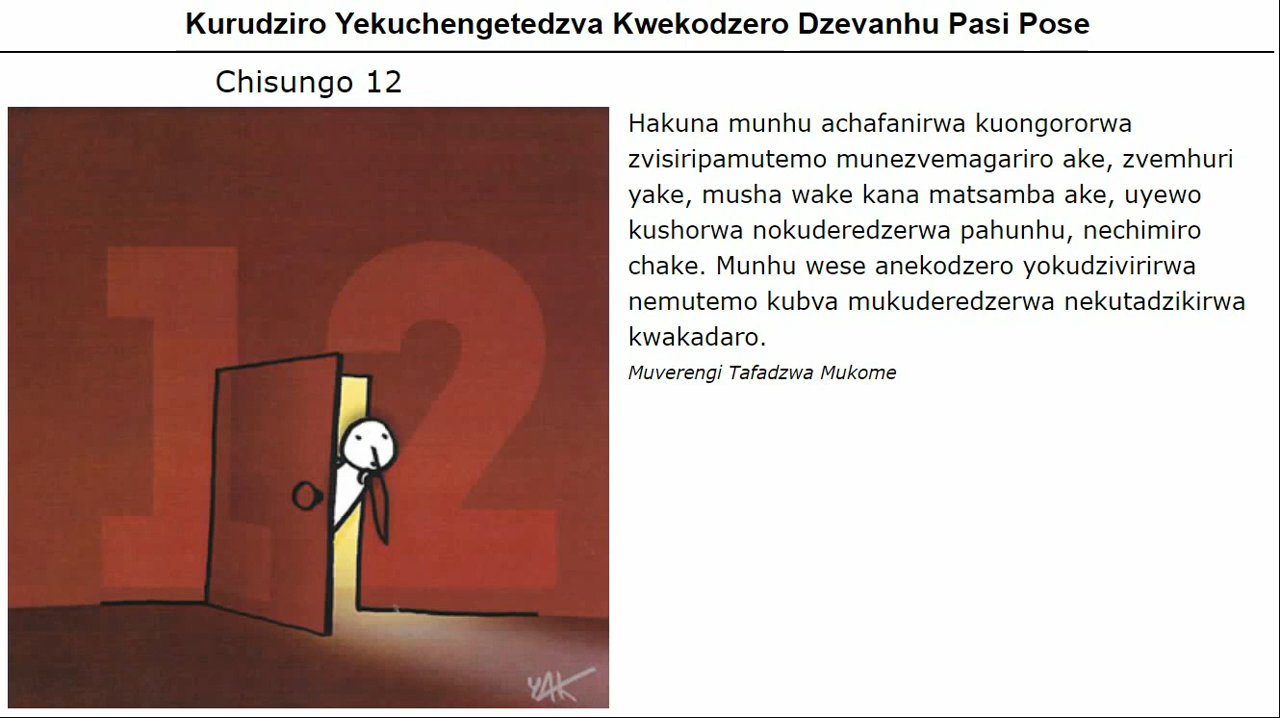 Kurudziro Yekuchengetedzva Kwekodzero Dzevanhu Pasi Pose
Chisungo 12
12
Hakuna munhu achafanirwa kuongororwa
zvisiripamutemo munezvemagariro ake, zvemhuri
yake, musha wake kana matsamba ake, uyewo
kushorwa nokuderedzerwa pahunhu, nechimiro
chake. Munhu wese anekodzero yokudzivirirwa
nemutemo kubva mukuderedzerwa nekutadzikirwa
kwakadaro.
Muverengi Tafadzwa Mukome
YAK